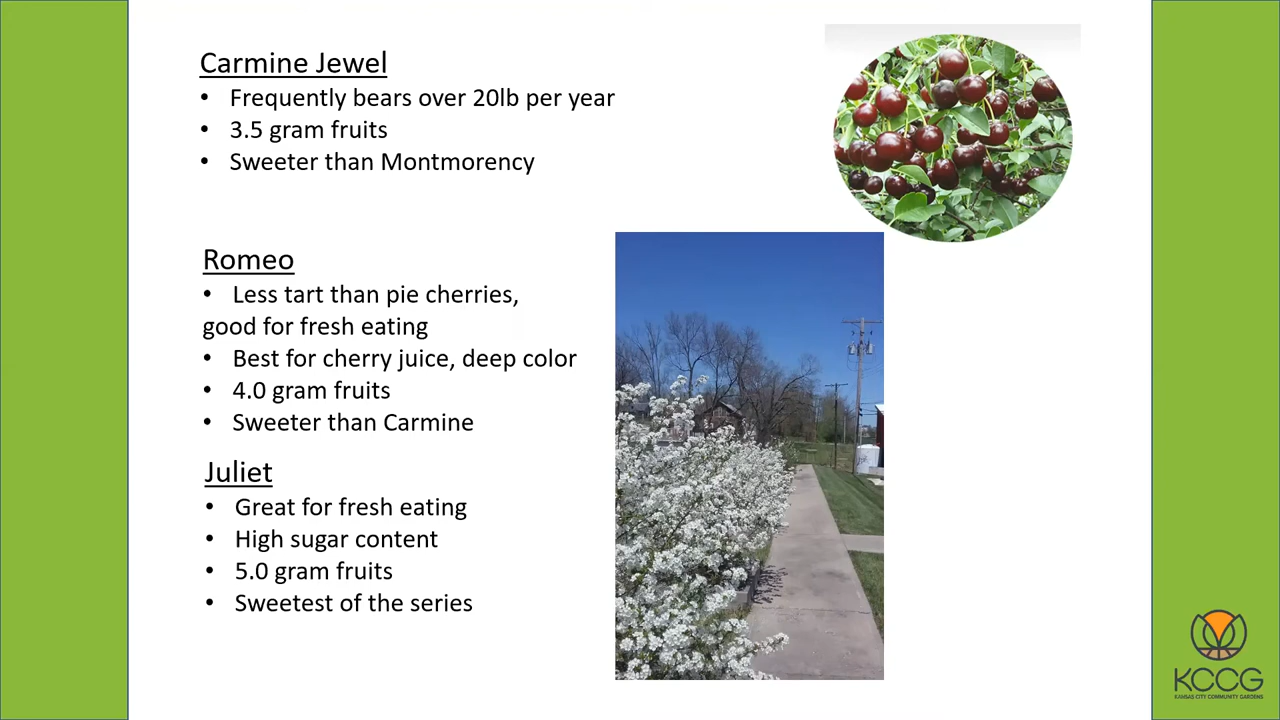 Carmine Jewel
• Frequently bears over 20lb per year
• 3.5 gram fruits
• Sweeter than Montmorency
Romeo
• Less tart than pie cherries,
good for fresh eating
• Best for cherry juice, deep color
• 4.0 gram fruits
• Sweeter than Carmine
Juliet
• Great for fresh eating
• High sugar content
• 5.0 gram fruits
• Sweetest of the series
KCCG
KANSAS CITY COMMUNITY GARDENS